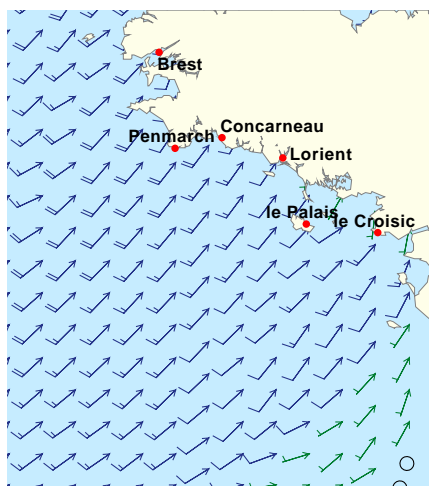 Brest
Concarneau
Penmarch
Lorient
le Palais
le Croisic